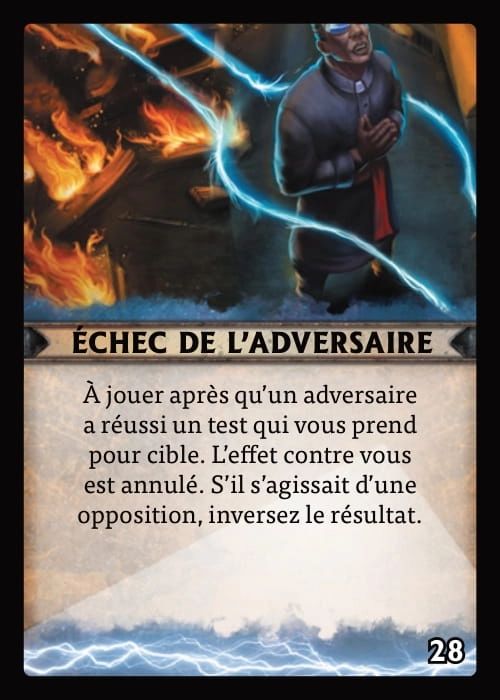 ÉCHEC DE L’ADVERSAIRE
À jouer après qu’un adversaire
a réussi un test qui vous prend
pour cible. L’effet contre vous
est annulé. S’il s’agissait d’une
opposition, inversez le résultat.
28